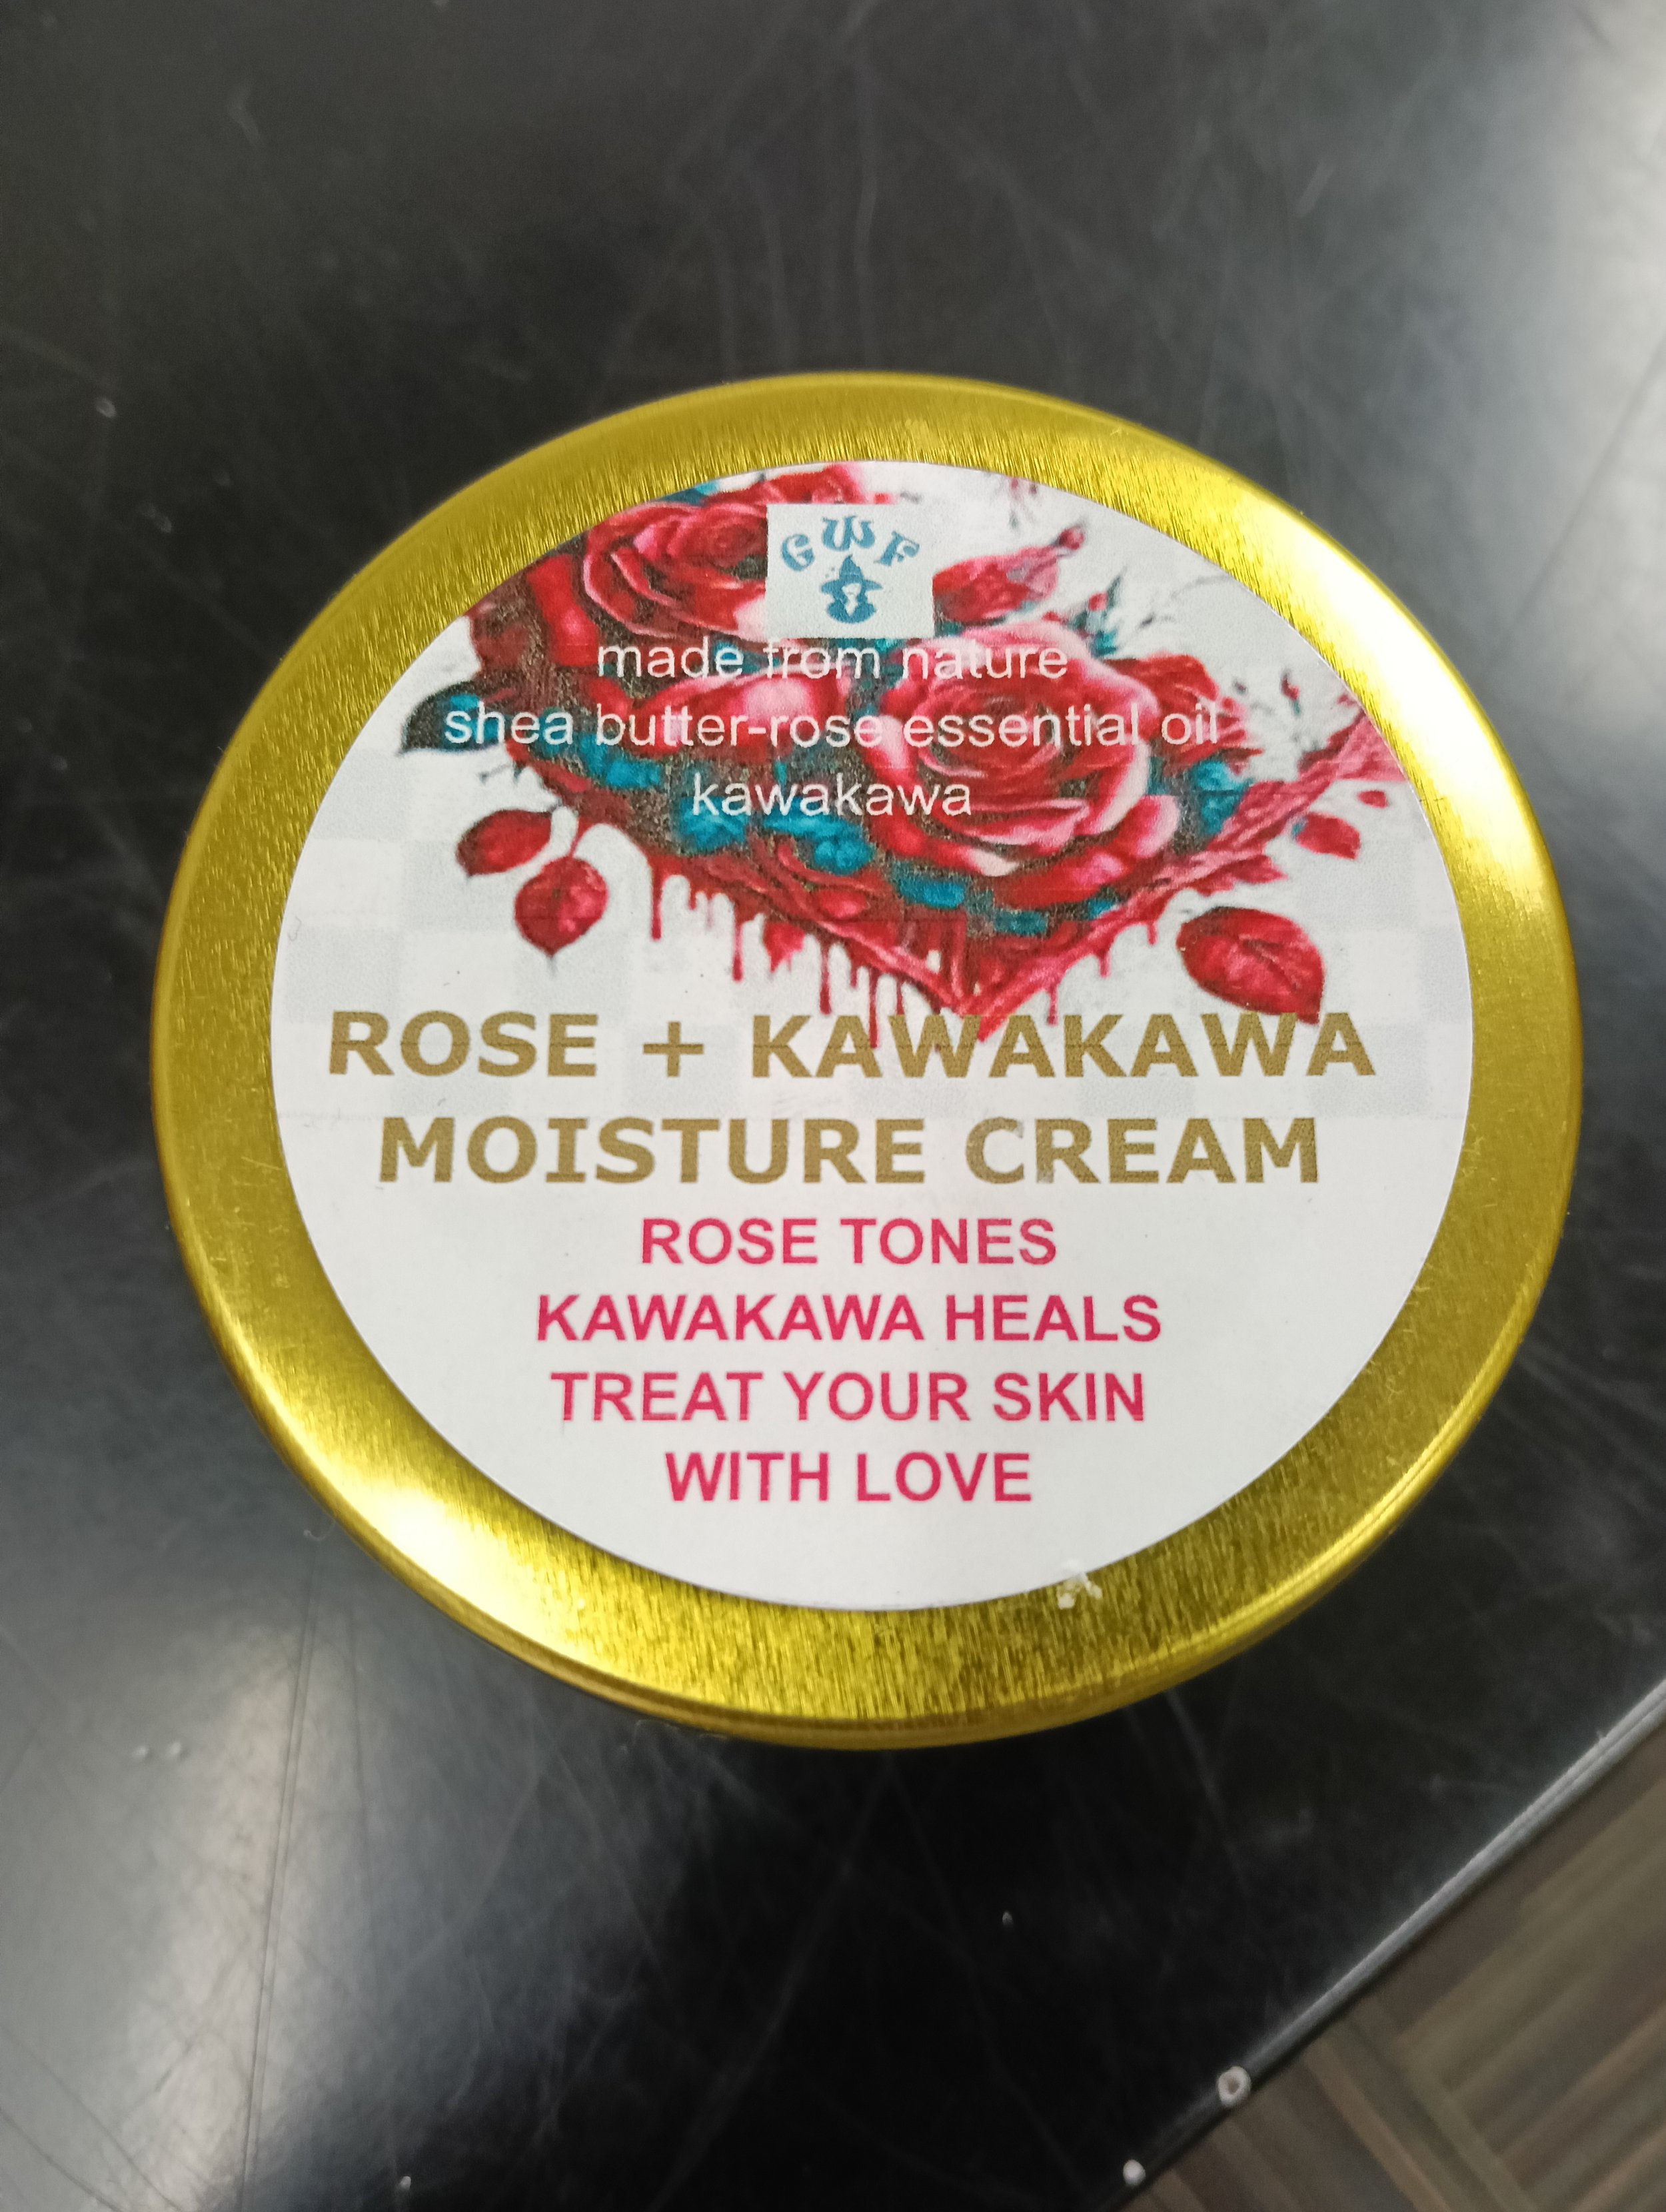 GWF
made from nature
shea butter-rose essential oil
kawakawa
ROSE + KAWAKAWA
MOISTURE CREAM
ROSE TONES
KAWAKAWA HEALS
TREAT YOUR SKIN
WITH LOVE